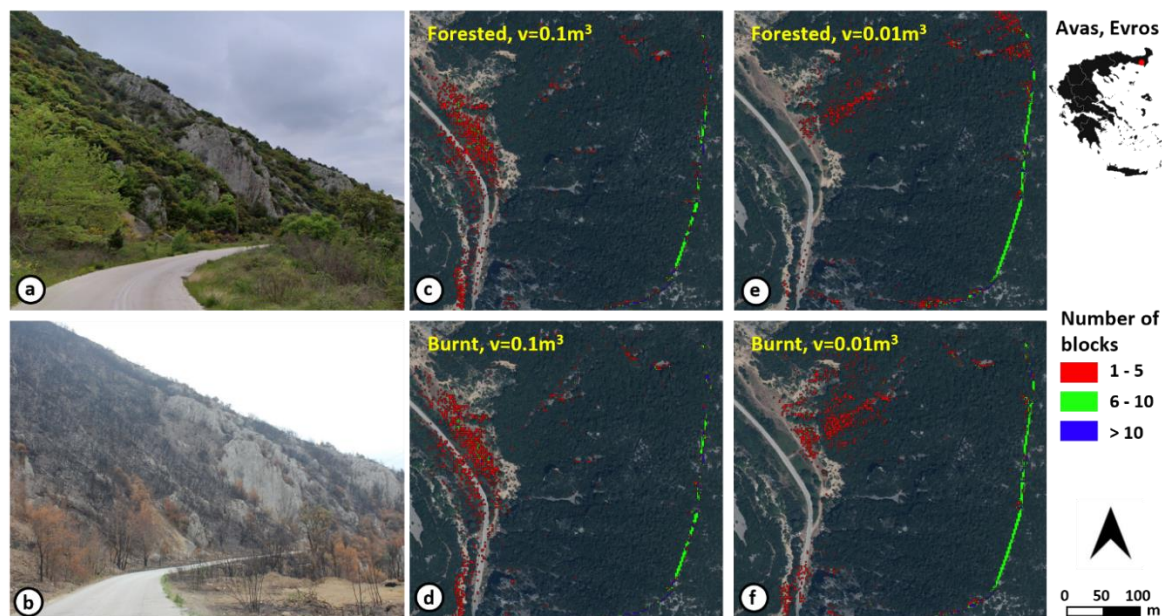 Forested, v=0.1m³
Forested, v=0.01m³
Avas, Evros
a
c
e
Burnt, v=0.1m³
Burnt, v=0.01m³
Number of
blocks
1 - 5
6 - 10
> 10
b
d
f
0 50 100
m